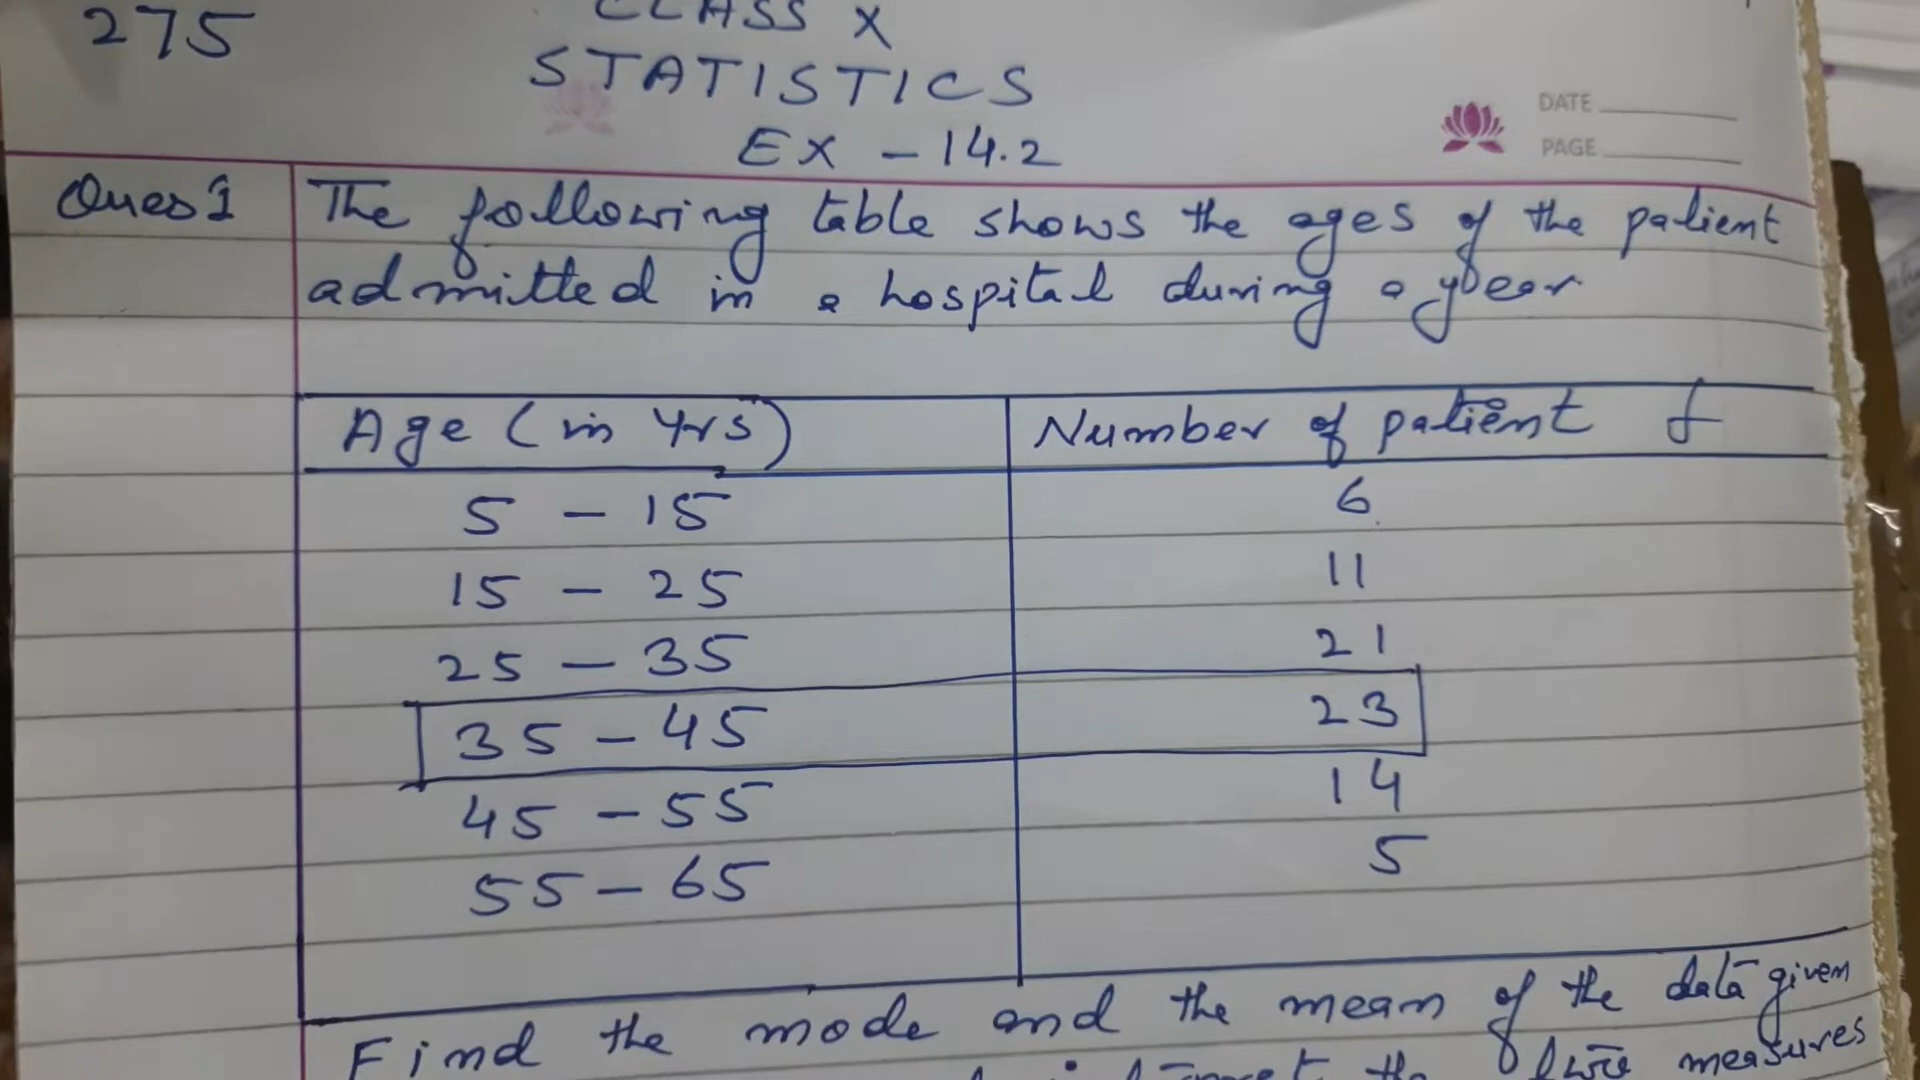 275
CLASS X
STATISTICS
EX - 14.2
DATE
PAGE
Ques 1 The following table shows the ages of the patient
admitted in a hospital during a year
Age (in Yrs) Number of patient f
5 - 15 6
15 - 25 11
25 - 35 21
35 - 45 23
45 - 55 14
55 - 65 5
Find the mode and the mean of the data given
the measures